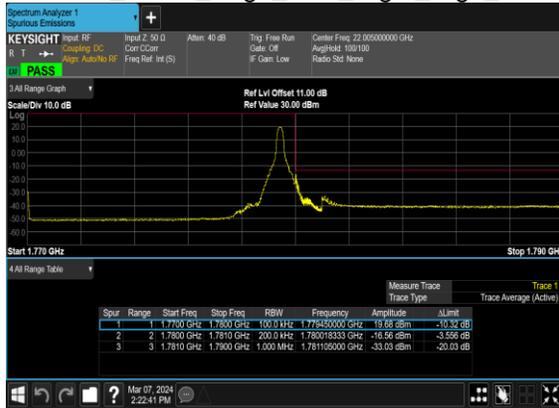 Spectrum Analyzer 1
Spurious Emissions
KEYSIGHT Input: RF Input Z: 50 Ω Atten: 40 dB Trig: Free Run Center Freq: 22.005000000 GHz
R T Coupling: DC Corr CCorr Gate: Off Avg|Hold: 100/100
Align: Auto/No RF Freq Ref: Int (S) IF Gain: Low Radio Std: None
PASS
3 All Range Graph
Ref Lvl Offset 11.00 dB
Scale/Div 10.0 dB Ref Value 30.00 dBm
Log
20.0
10.0
0.00
-10.0
-20.0
-30.0
-40.0
-50.0
-60.0
Start 1.770 GHz Stop 1.790 GHz
4 All Range Table
Measure Trace Trace 1
Trace Type Trace Average (Active)
Spur Range Start Freq Stop Freq RBW Frequency Amplitude ΔLimit
1 1 1.7700 GHz 1.7800 GHz 100.0 kHz 1.779450000 GHz 19.68 dBm -10.32 dB
2 2 1.7800 GHz 1.7810 GHz 200.0 kHz 1.780018333 GHz -16.56 dBm -3.556 dB
3 3 1.7810 GHz 1.7900 GHz 1.000 MHz 1.781105000 GHz -33.03 dBm -20.03 dB
Mar 07, 2024
2:22:41 PM